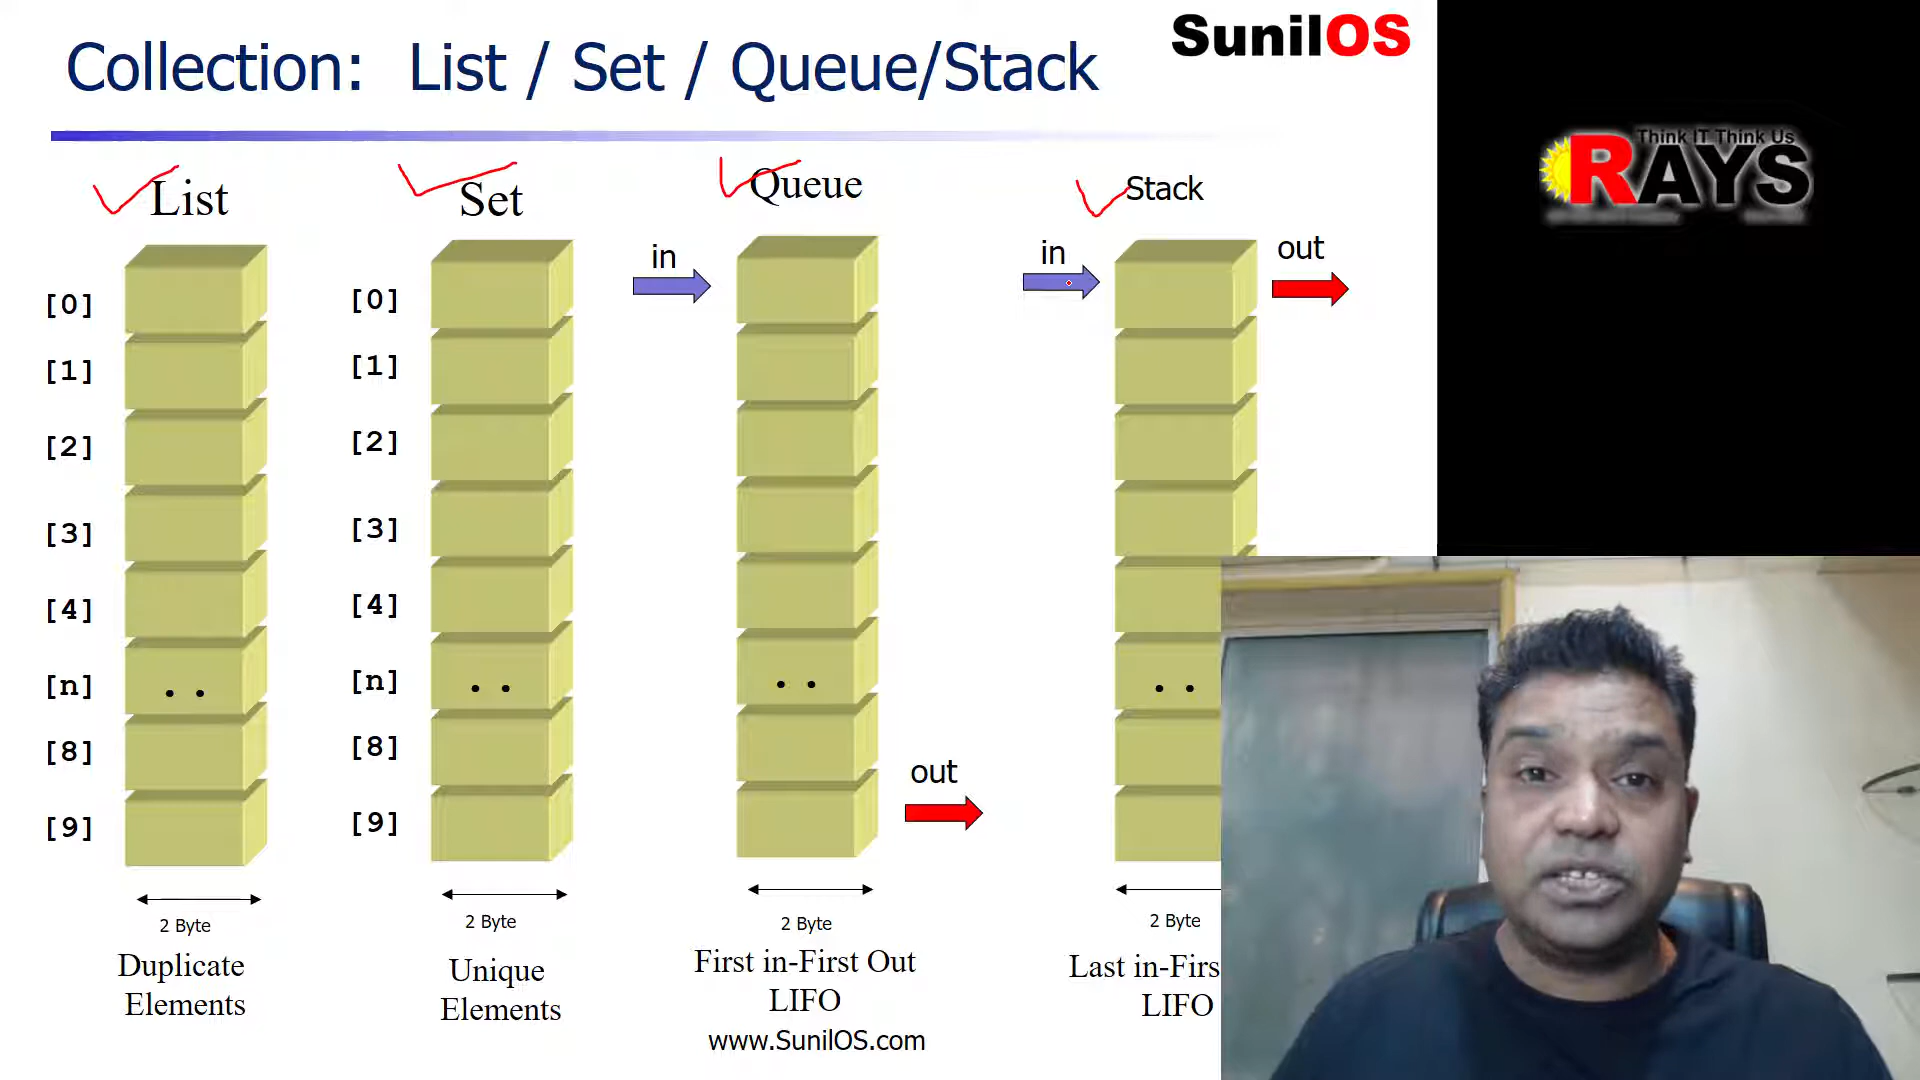 Collection: List / Set / Queue/Stack
SunilOS
Think IT Think Us
RAYS
List
Set
Queue
Stack
in
in
out
[0]
[1]
[2]
[3]
[4]
[n]
[8]
[9]
[0]
[1]
[2]
[3]
[4]
[n]
[8]
[9]
out
2 Byte
2 Byte
2 Byte
2 Byte
Duplicate
Elements
Unique
Elements
First in-First Out
LIFO
Last in-Firs
LIFO
www.SunilOS.com